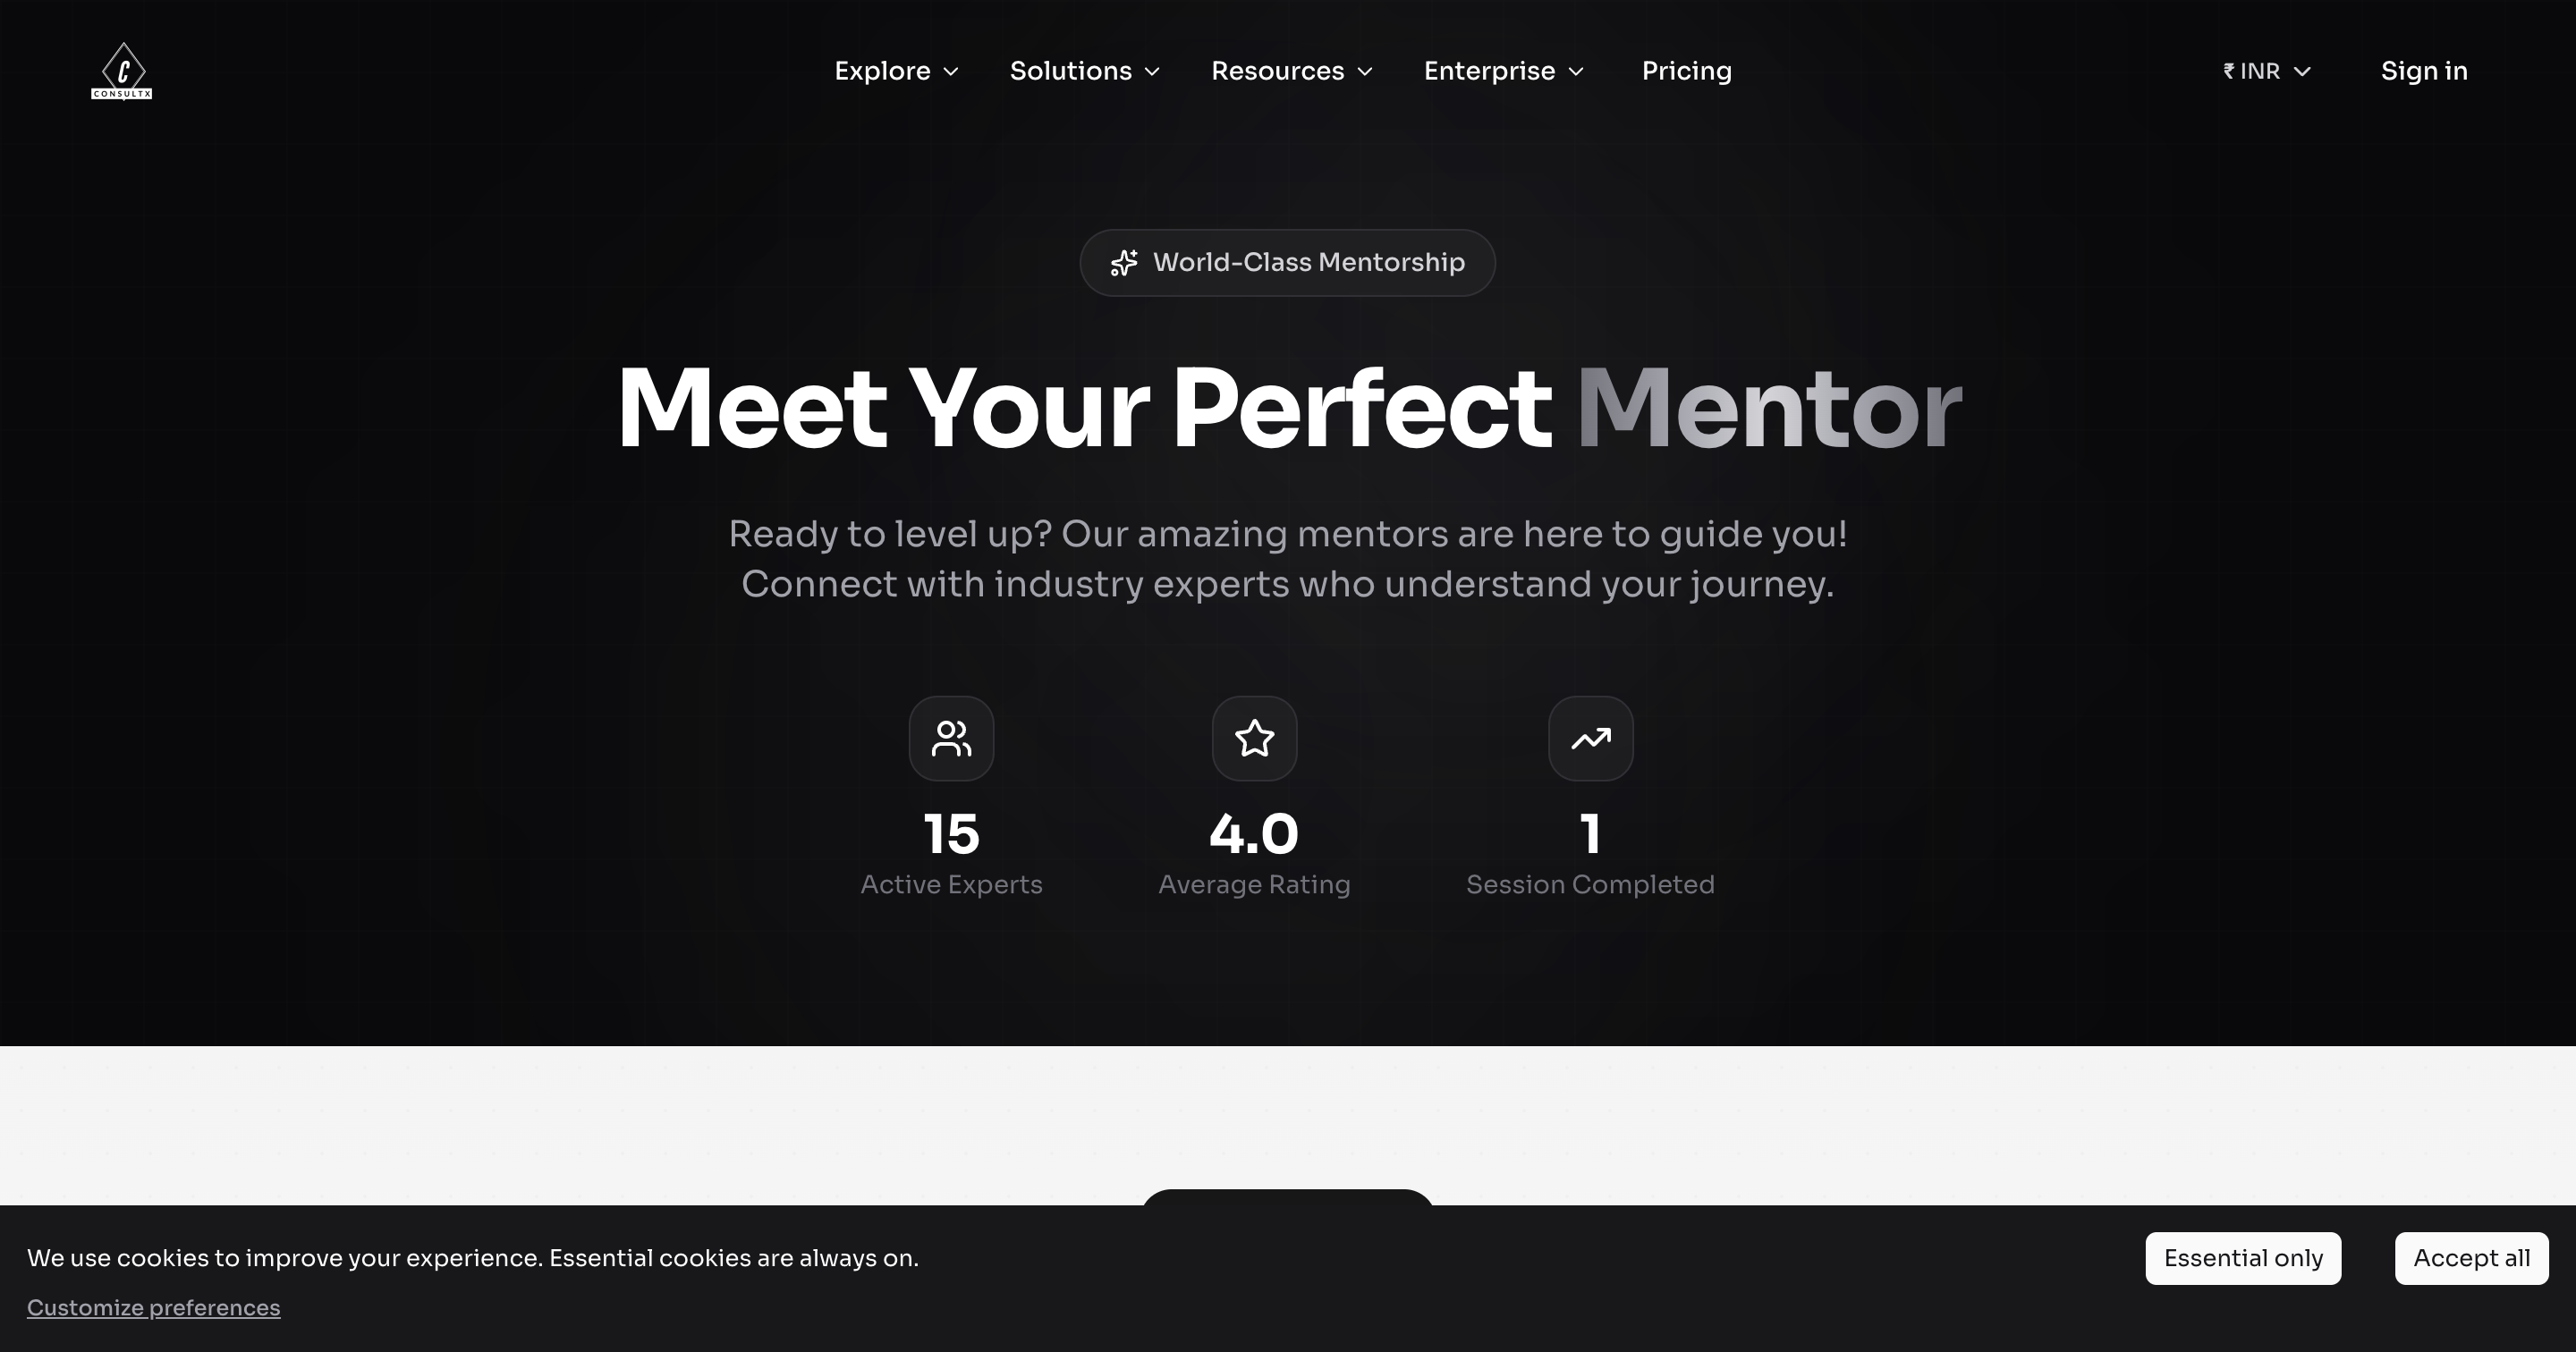 C
CONSULTX
Explore
Solutions
Resources
Enterprise
Pricing
₹ INR
Sign in
World-Class Mentorship
Meet Your Perfect Mentor
Ready to level up? Our amazing mentors are here to guide you!
Connect with industry experts who understand your journey.
15
Active Experts
4.0
Average Rating
1
Session Completed
We use cookies to improve your experience. Essential cookies are always on.
Customize preferences
Essential only
Accept all